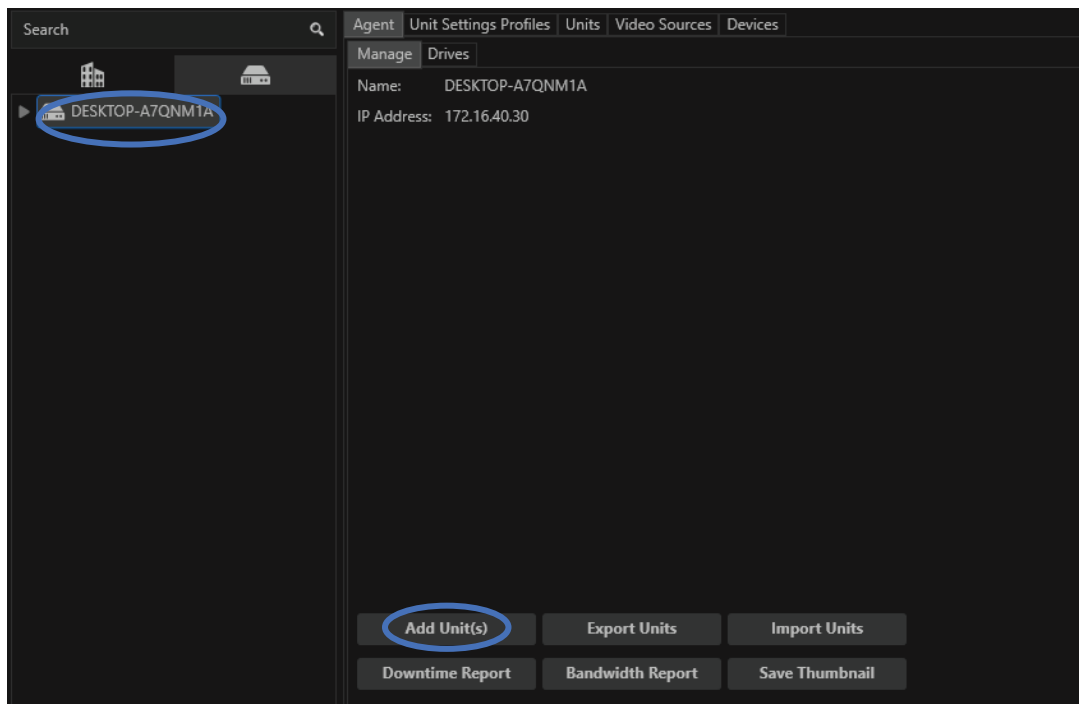 Search
DESKTOP-A7QNM1A
Agent Unit Settings Profiles Units Video Sources Devices
Manage Drives
Name: DESKTOP-A7QNM1A
IP Address: 172.16.40.30
Add Unit(s) Export Units Import Units
Downtime Report Bandwidth Report Save Thumbnail